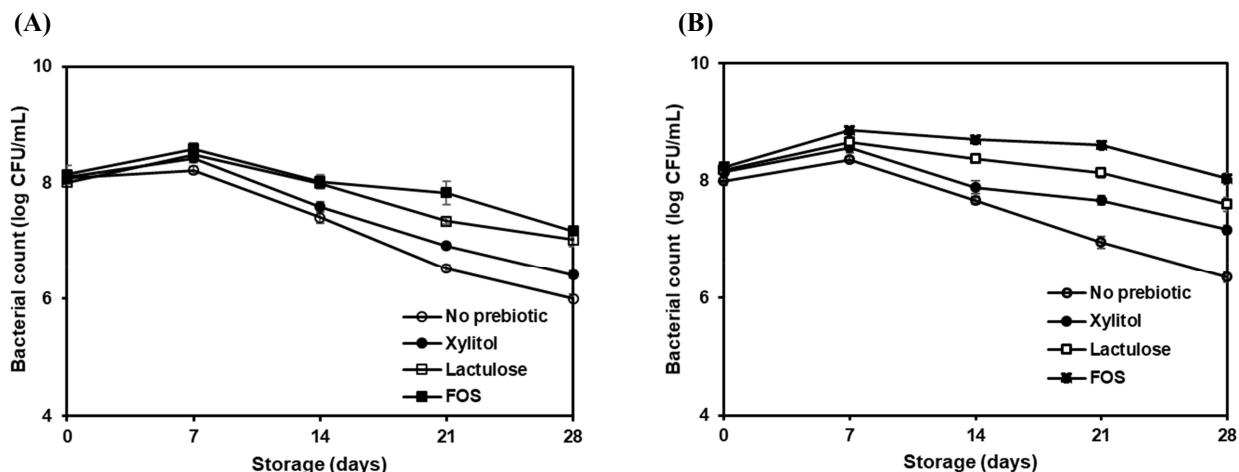 (A)
Bacterial count (log CFU/mL)
10
8
6
4
0 7 14 21 28
Storage (days)
No prebiotic
Xylitol
Lactulose
FOS
(B)
Bacterial count (log CFU/mL)
10
8
6
4
0 7 14 21 28
Storage (days)
No prebiotic
Xylitol
Lactulose
FOS